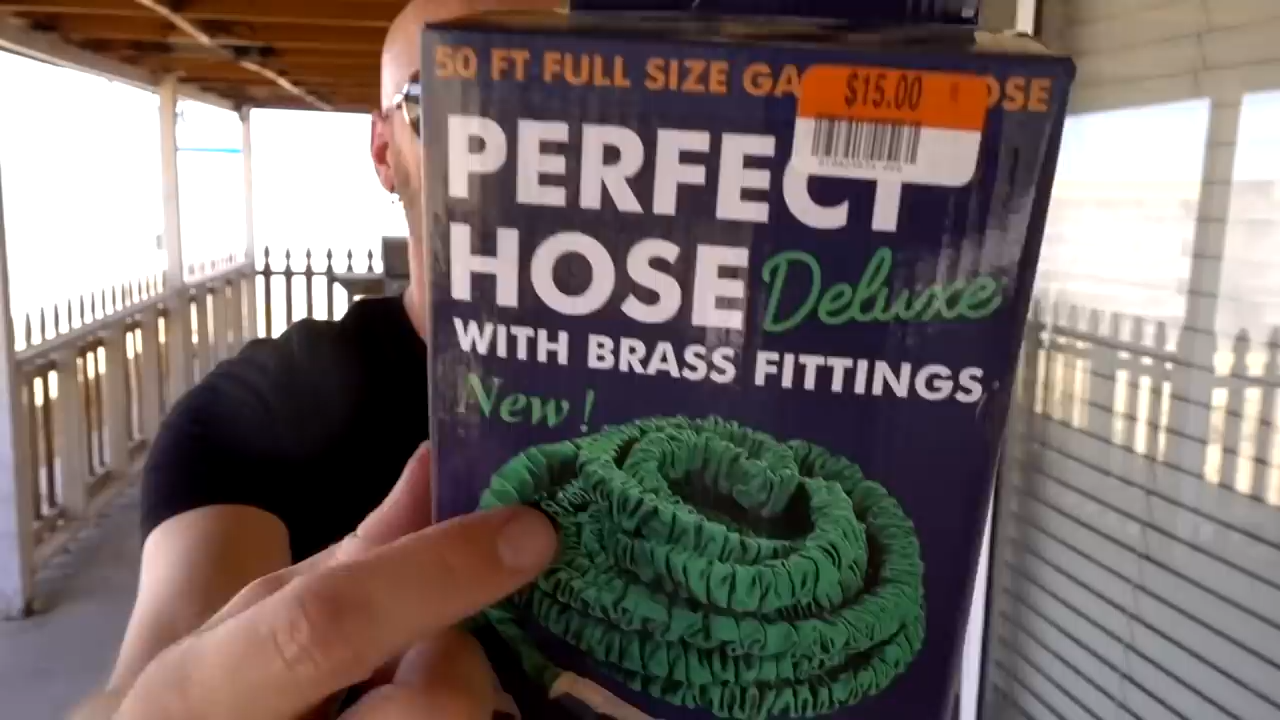 50 FT FULL SIZE GA OSE
$15.00
PERFECT
HOSE Deluxe
WITH BRASS FITTINGS
New!